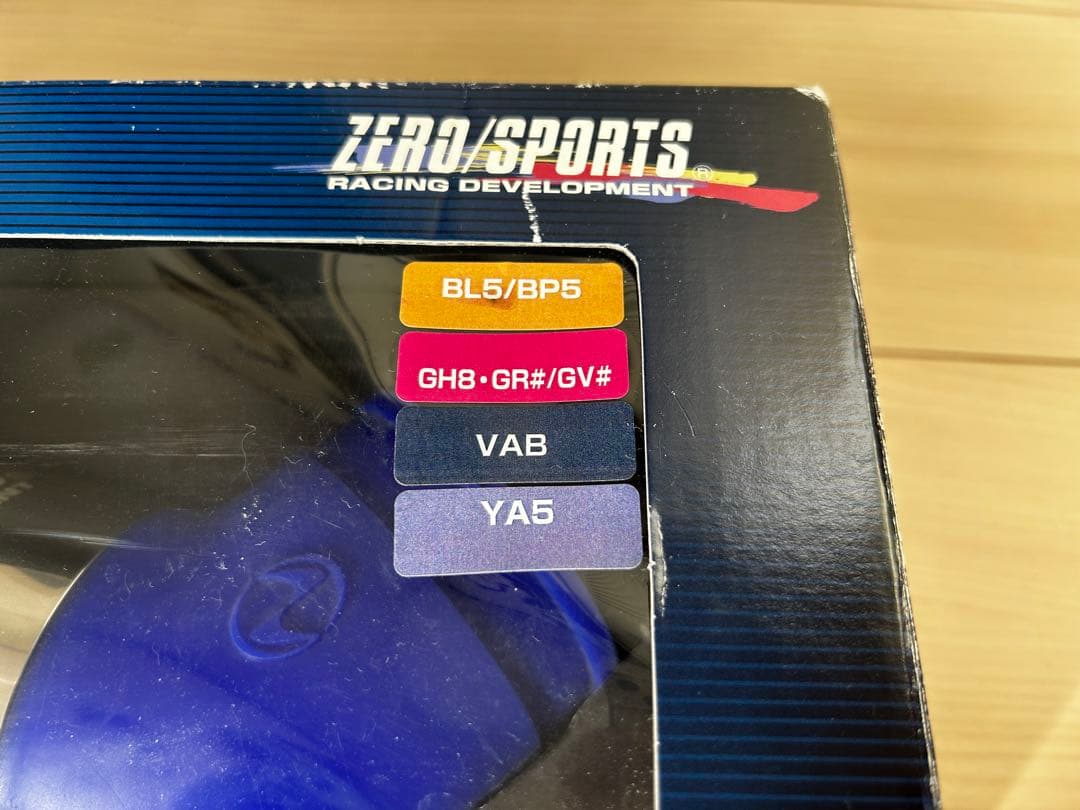 ZERO/SPORTS®
RACING DEVELOPMENT
BL5/BP5
GH8・GR#/GV#
VAB
YA5